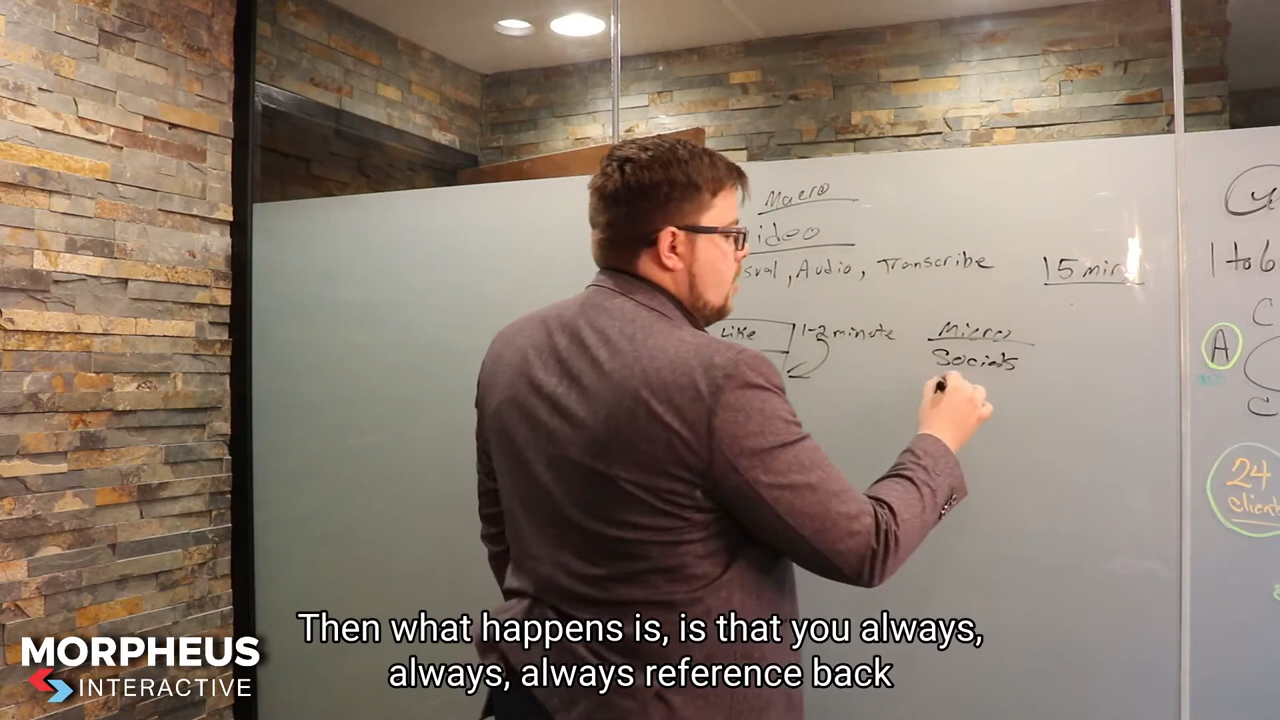 Macro
ideo
sual, Audio, Transcribe
15 min
Like
1-2 minute
Micro
Socials
1 to 6
A
24
client
Then what happens is, is that you always,
always, always reference back
MORPHEUS
INTERACTIVE